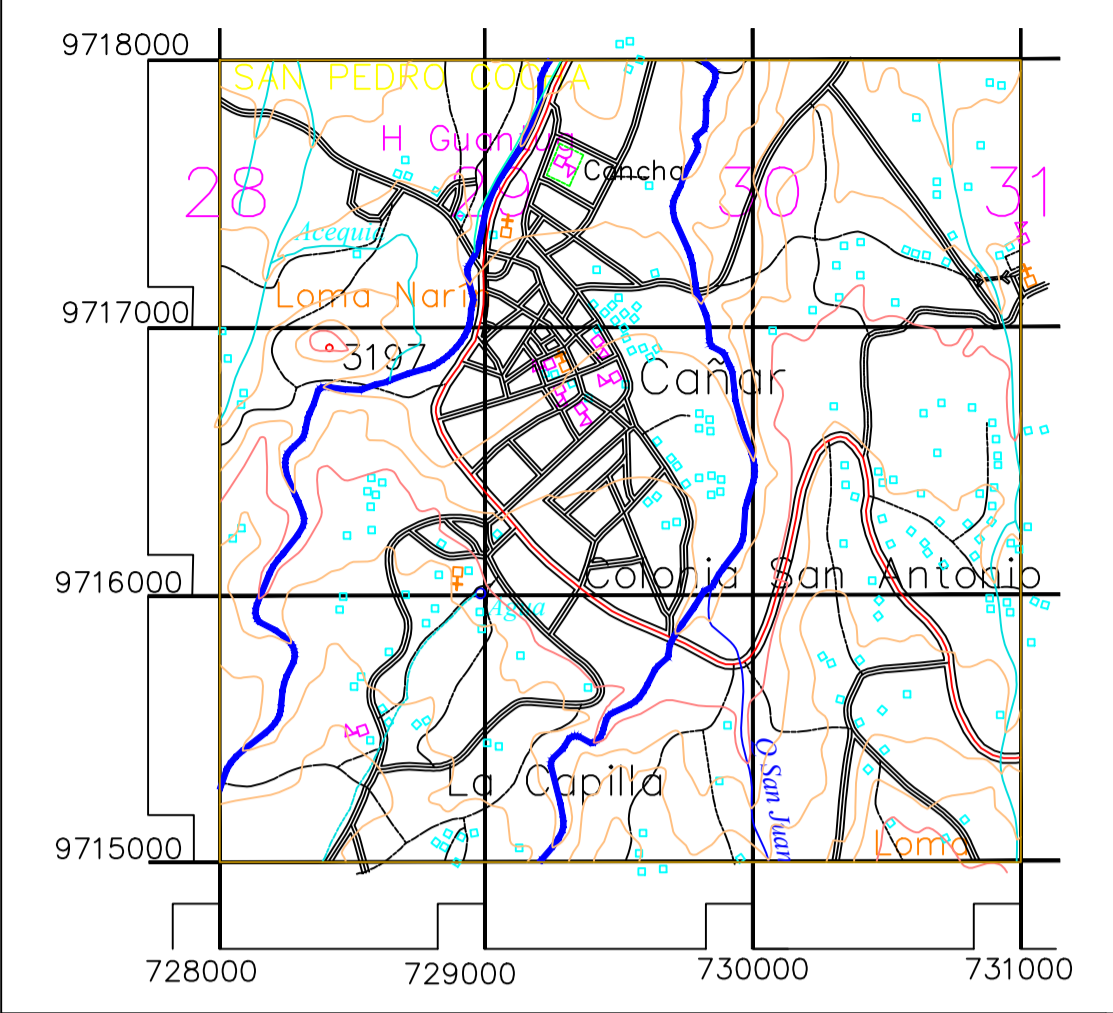 9718000
SAN PEDRO COCHA
H Guantug
Cancha
28
29
30
31
Acequia
Loma Narín
9717000
3197
Cañar
9716000
Colonia San Antonio
Agua
La Capilla
Q San Juan
Loma
9715000
728000
729000
730000
731000